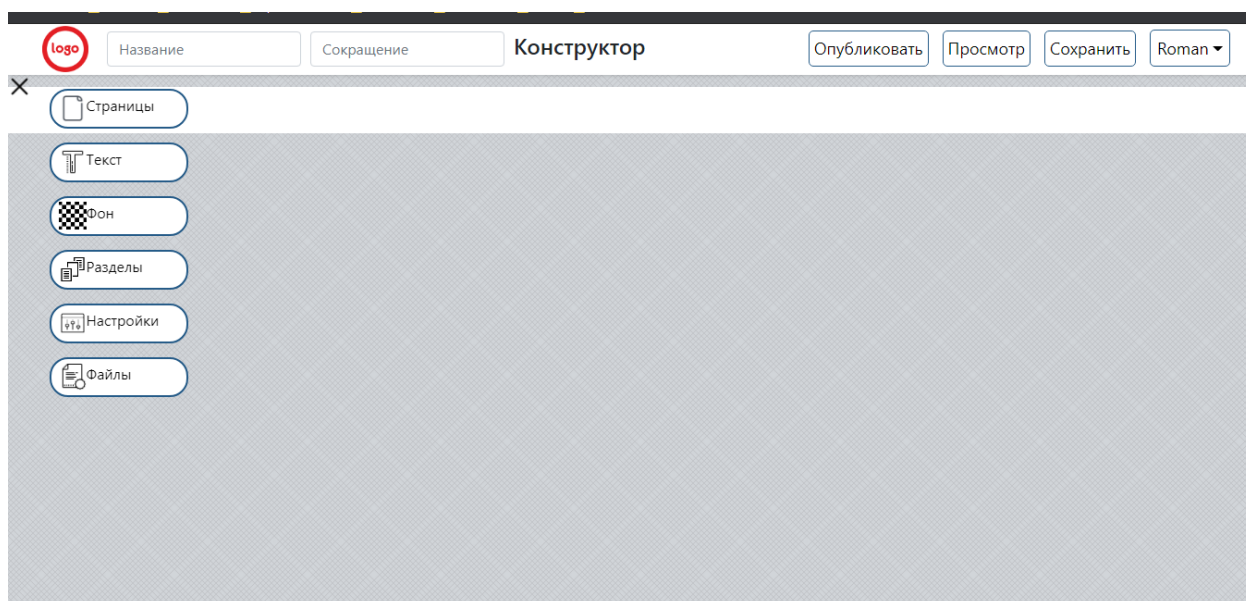 logo Название Сокращение Конструктор Опубликовать Просмотр Сохранить Roman
Страницы
Текст
Фон
Разделы
Настройки
Файлы